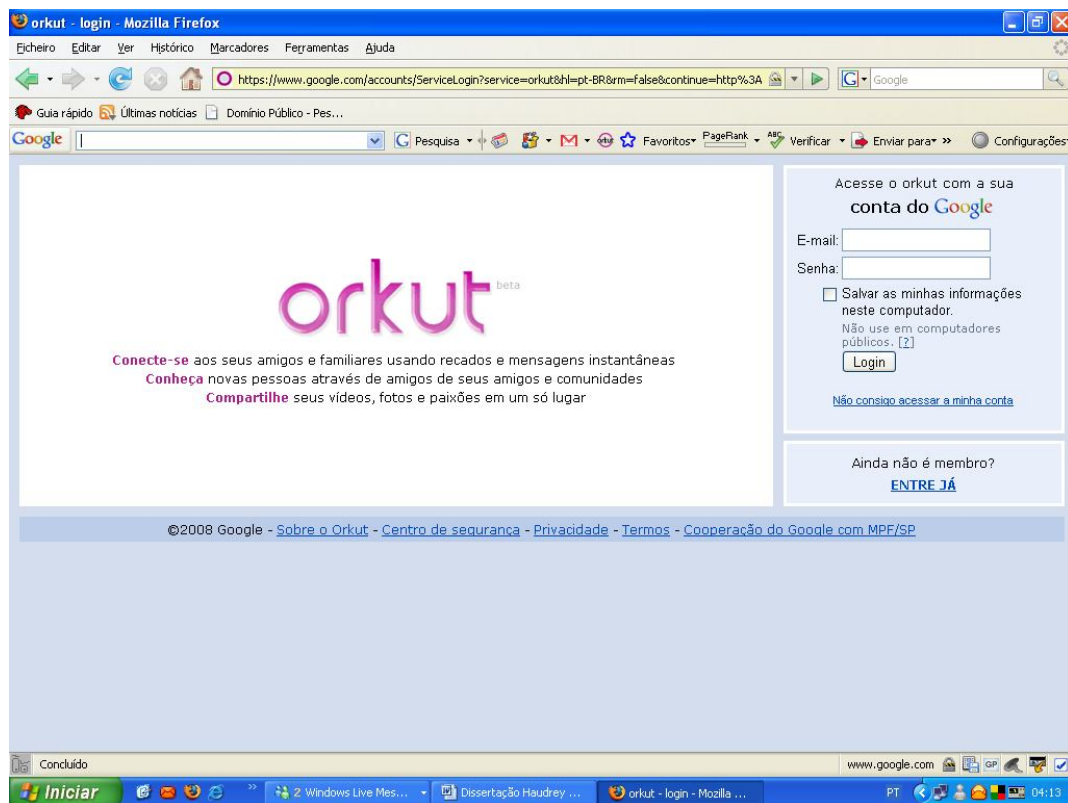 orkut - login - Mozilla Firefox
Ficheiro Editar Ver Histórico Marcadores Ferramentas Ajuda
https://www.google.com/accounts/ServiceLogin?service=orkut&hl=pt-BR&rm=false&continue=http%3A
G Google
Guia rápido Últimas notícias Domínio Público - Pes...
Google G Pesquisa Favoritos PageRank ABC Verificar Enviar para » Configurações
Acesse o orkut com a sua
conta do Google
E-mail:
Senha:
Salvar as minhas informações
neste computador.
Não use em computadores
públicos. [?]
Login
Não consigo acessar a minha conta
orkut beta
Conecte-se aos seus amigos e familiares usando recados e mensagens instantâneas
Conheça novas pessoas através de amigos de seus amigos e comunidades
Compartilhe seus vídeos, fotos e paixões em um só lugar
Ainda não é membro?
ENTRE JÁ
©2008 Google - Sobre o Orkut - Centro de segurança - Privacidade - Termos - Cooperação do Google com MPF/SP
Concluído www.google.com GP
Iniciar » 2 Windows Live Mes... Dissertação Haudrey ... orkut - login - Mozilla ... PT 04:13